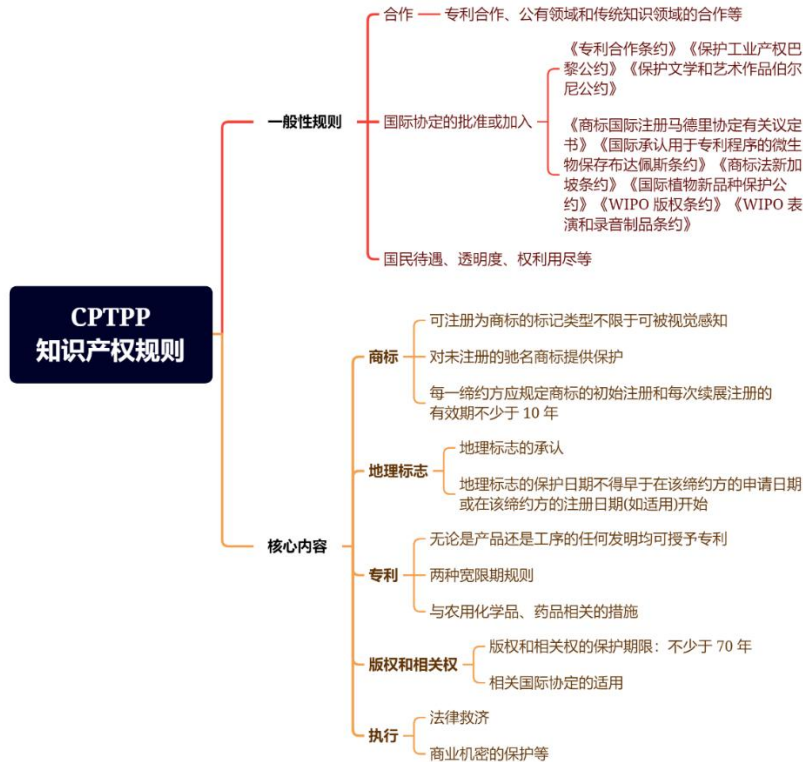 CPTPP
知识产权规则
一般性规则
合作
专利合作、公有领域和传统知识领域的合作等
国际协定的批准或加入
《专利合作条约》《保护工业产权巴
黎公约》《保护文学和艺术作品伯尔
尼公约》
《商标国际注册马德里协定有关议定
书》《国际承认用于专利程序的微生
物保存布达佩斯条约》《商标法新加
坡条约》《国际植物新品种保护公
约》《WIPO 版权条约》《WIPO 表
演和录音制品条约》
国民待遇、透明度、权利用尽等
核心内容
商标
可注册为商标的标记类型不限于可被视觉感知
对未注册的驰名商标提供保护
每一缔约方应规定商标的初始注册和每次续展注册的
有效期不少于 10 年
地理标志
地理标志的承认
地理标志的保护日期不得早于在该缔约方的申请日期
或在该缔约方的注册日期(如适用)开始
专利
无论是产品还是工序的任何发明均可授予专利
两种宽限期规则
与农用化学品、药品相关的措施
版权和相关权
版权和相关权的保护期限：不少于 70 年
相关国际协定的适用
执行
法律救济
商业机密的保护等